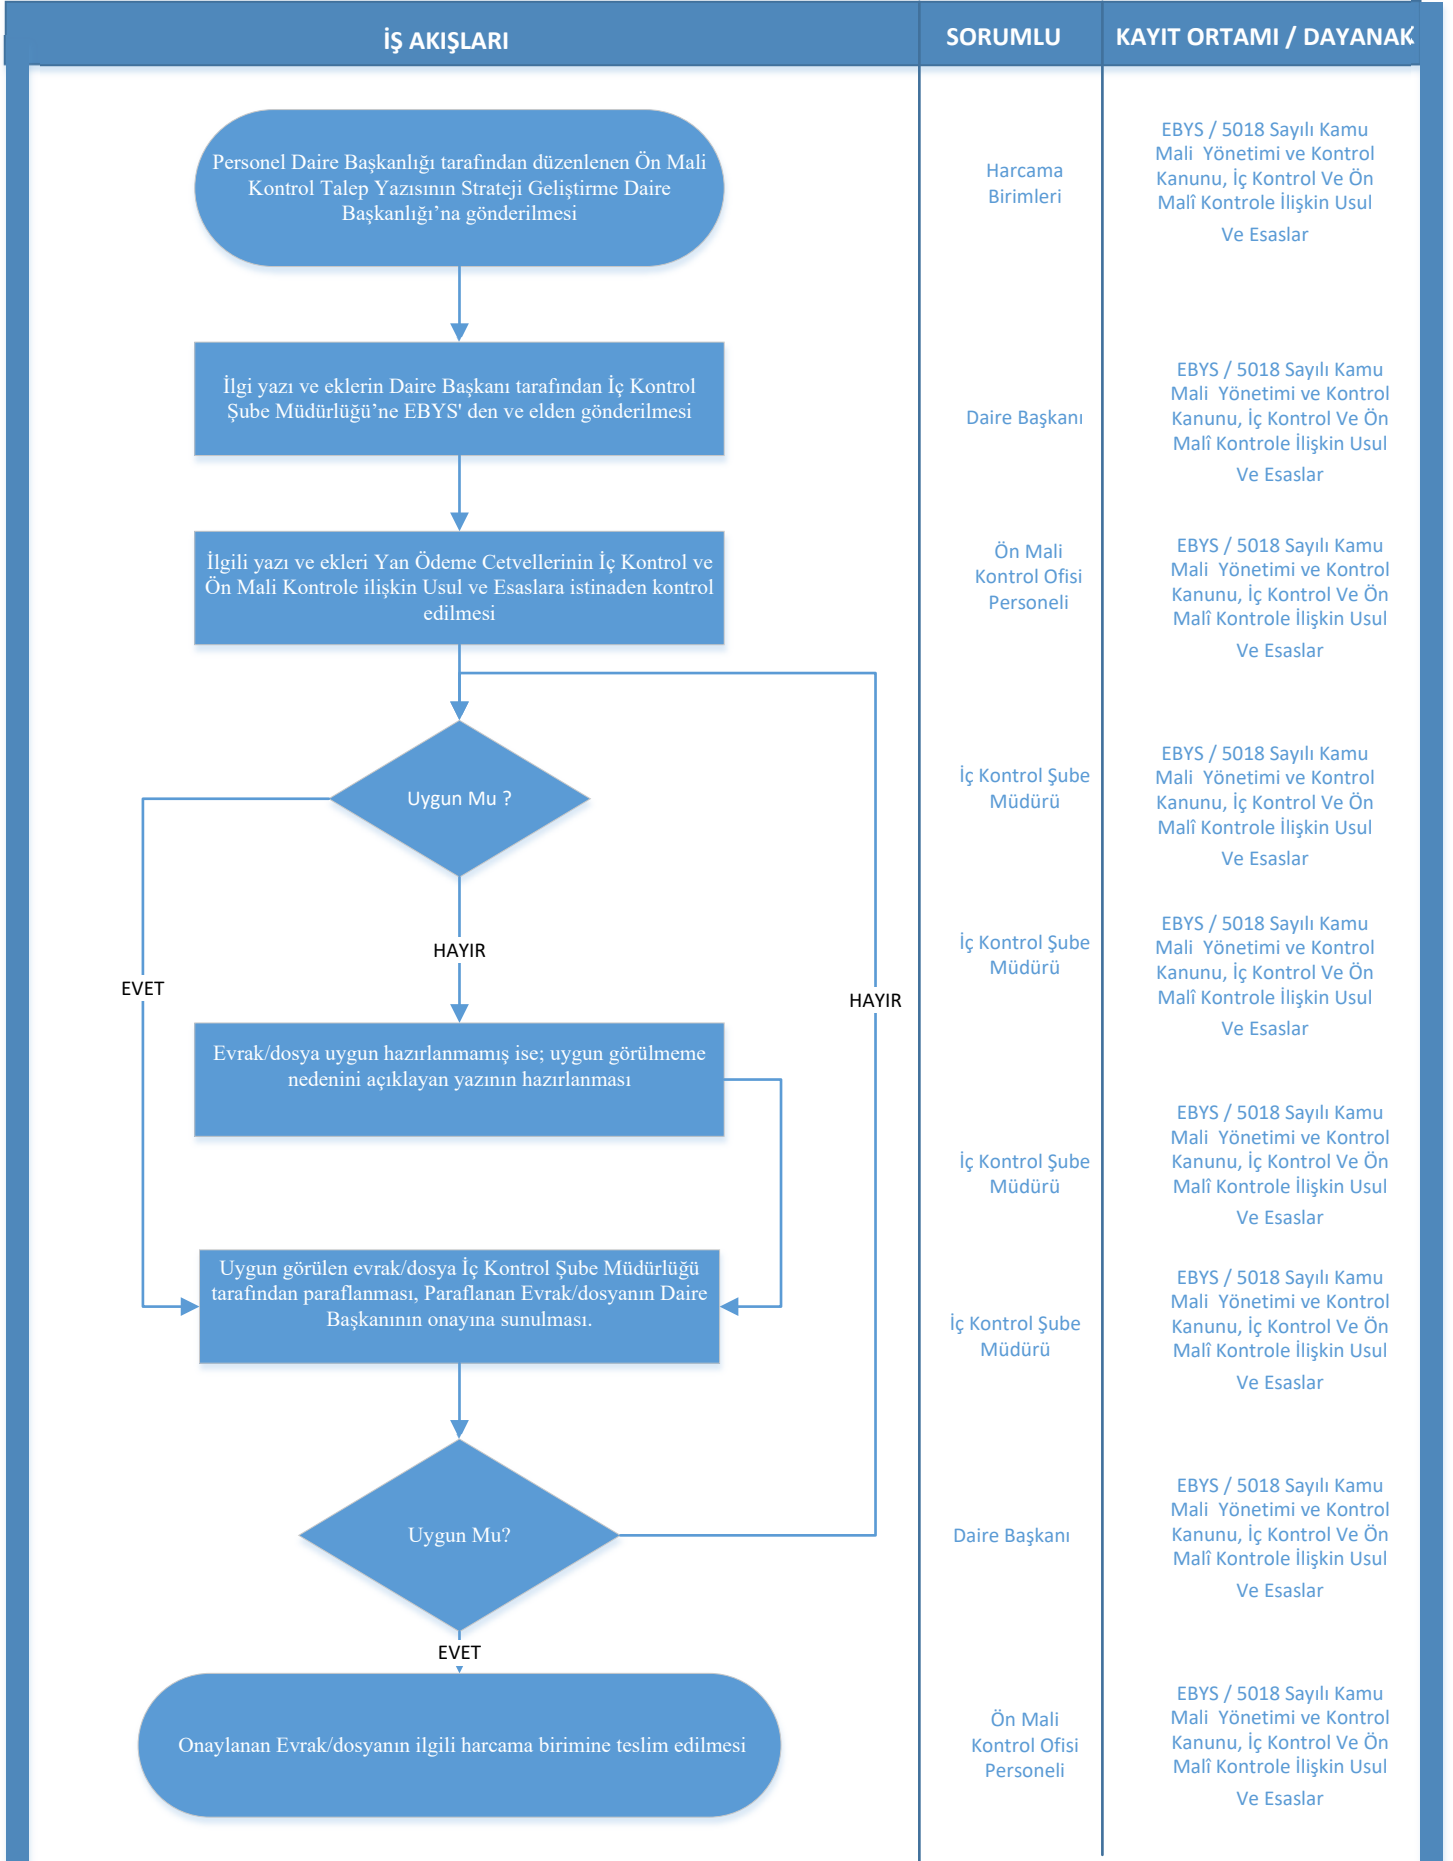 İŞ AKIŞLARI
SORUMLU
KAYIT ORTAMI / DAYANAK
Personel Daire Başkanlığı tarafından düzenlenen Ön Mali
Kontrol Talep Yazısının Strateji Geliştirme Daire
Başkanlığı’na gönderilmesi
Harcama
Birimleri
EBYS / 5018 Sayılı Kamu
Mali  Yönetimi ve Kontrol
Kanunu, İç Kontrol Ve Ön
Malî Kontrole İlişkin Usul
Ve Esaslar
İlgi yazı ve eklerin Daire Başkanı tarafından İç Kontrol
Şube Müdürlüğü’ne EBYS' den ve elden gönderilmesi
Daire Başkanı
EBYS / 5018 Sayılı Kamu
Mali  Yönetimi ve Kontrol
Kanunu, İç Kontrol Ve Ön
Malî Kontrole İlişkin Usul
Ve Esaslar
İlgili yazı ve ekleri Yan Ödeme Cetvellerinin İç Kontrol ve
Ön Mali Kontrole ilişkin Usul ve Esaslara istinaden kontrol
edilmesi
Ön Mali
Kontrol Ofisi
Personeli
EBYS / 5018 Sayılı Kamu
Mali  Yönetimi ve Kontrol
Kanunu, İç Kontrol Ve Ön
Malî Kontrole İlişkin Usul
Ve Esaslar
Uygun Mu ?
İç Kontrol Şube
Müdürü
EBYS / 5018 Sayılı Kamu
Mali  Yönetimi ve Kontrol
Kanunu, İç Kontrol Ve Ön
Malî Kontrole İlişkin Usul
Ve Esaslar
HAYIR
EVET
HAYIR
İç Kontrol Şube
Müdürü
EBYS / 5018 Sayılı Kamu
Mali  Yönetimi ve Kontrol
Kanunu, İç Kontrol Ve Ön
Malî Kontrole İlişkin Usul
Ve Esaslar
Evrak/dosya uygun hazırlanmamış ise; uygun görülmeme
nedenini açıklayan yazının hazırlanması
İç Kontrol Şube
Müdürü
EBYS / 5018 Sayılı Kamu
Mali  Yönetimi ve Kontrol
Kanunu, İç Kontrol Ve Ön
Malî Kontrole İlişkin Usul
Ve Esaslar
Uygun görülen evrak/dosya İç Kontrol Şube Müdürlüğü
tarafından paraflanması, Paraflanan Evrak/dosyanın Daire
Başkanının onayına sunulması.
İç Kontrol Şube
Müdürü
EBYS / 5018 Sayılı Kamu
Mali  Yönetimi ve Kontrol
Kanunu, İç Kontrol Ve Ön
Malî Kontrole İlişkin Usul
Ve Esaslar
Uygun Mu?
Daire Başkanı
EBYS / 5018 Sayılı Kamu
Mali  Yönetimi ve Kontrol
Kanunu, İç Kontrol Ve Ön
Malî Kontrole İlişkin Usul
Ve Esaslar
EVET
Onaylanan Evrak/dosyanın ilgili harcama birimine teslim edilmesi
Ön Mali
Kontrol Ofisi
Personeli
EBYS / 5018 Sayılı Kamu
Mali  Yönetimi ve Kontrol
Kanunu, İç Kontrol Ve Ön
Malî Kontrole İlişkin Usul
Ve Esaslar